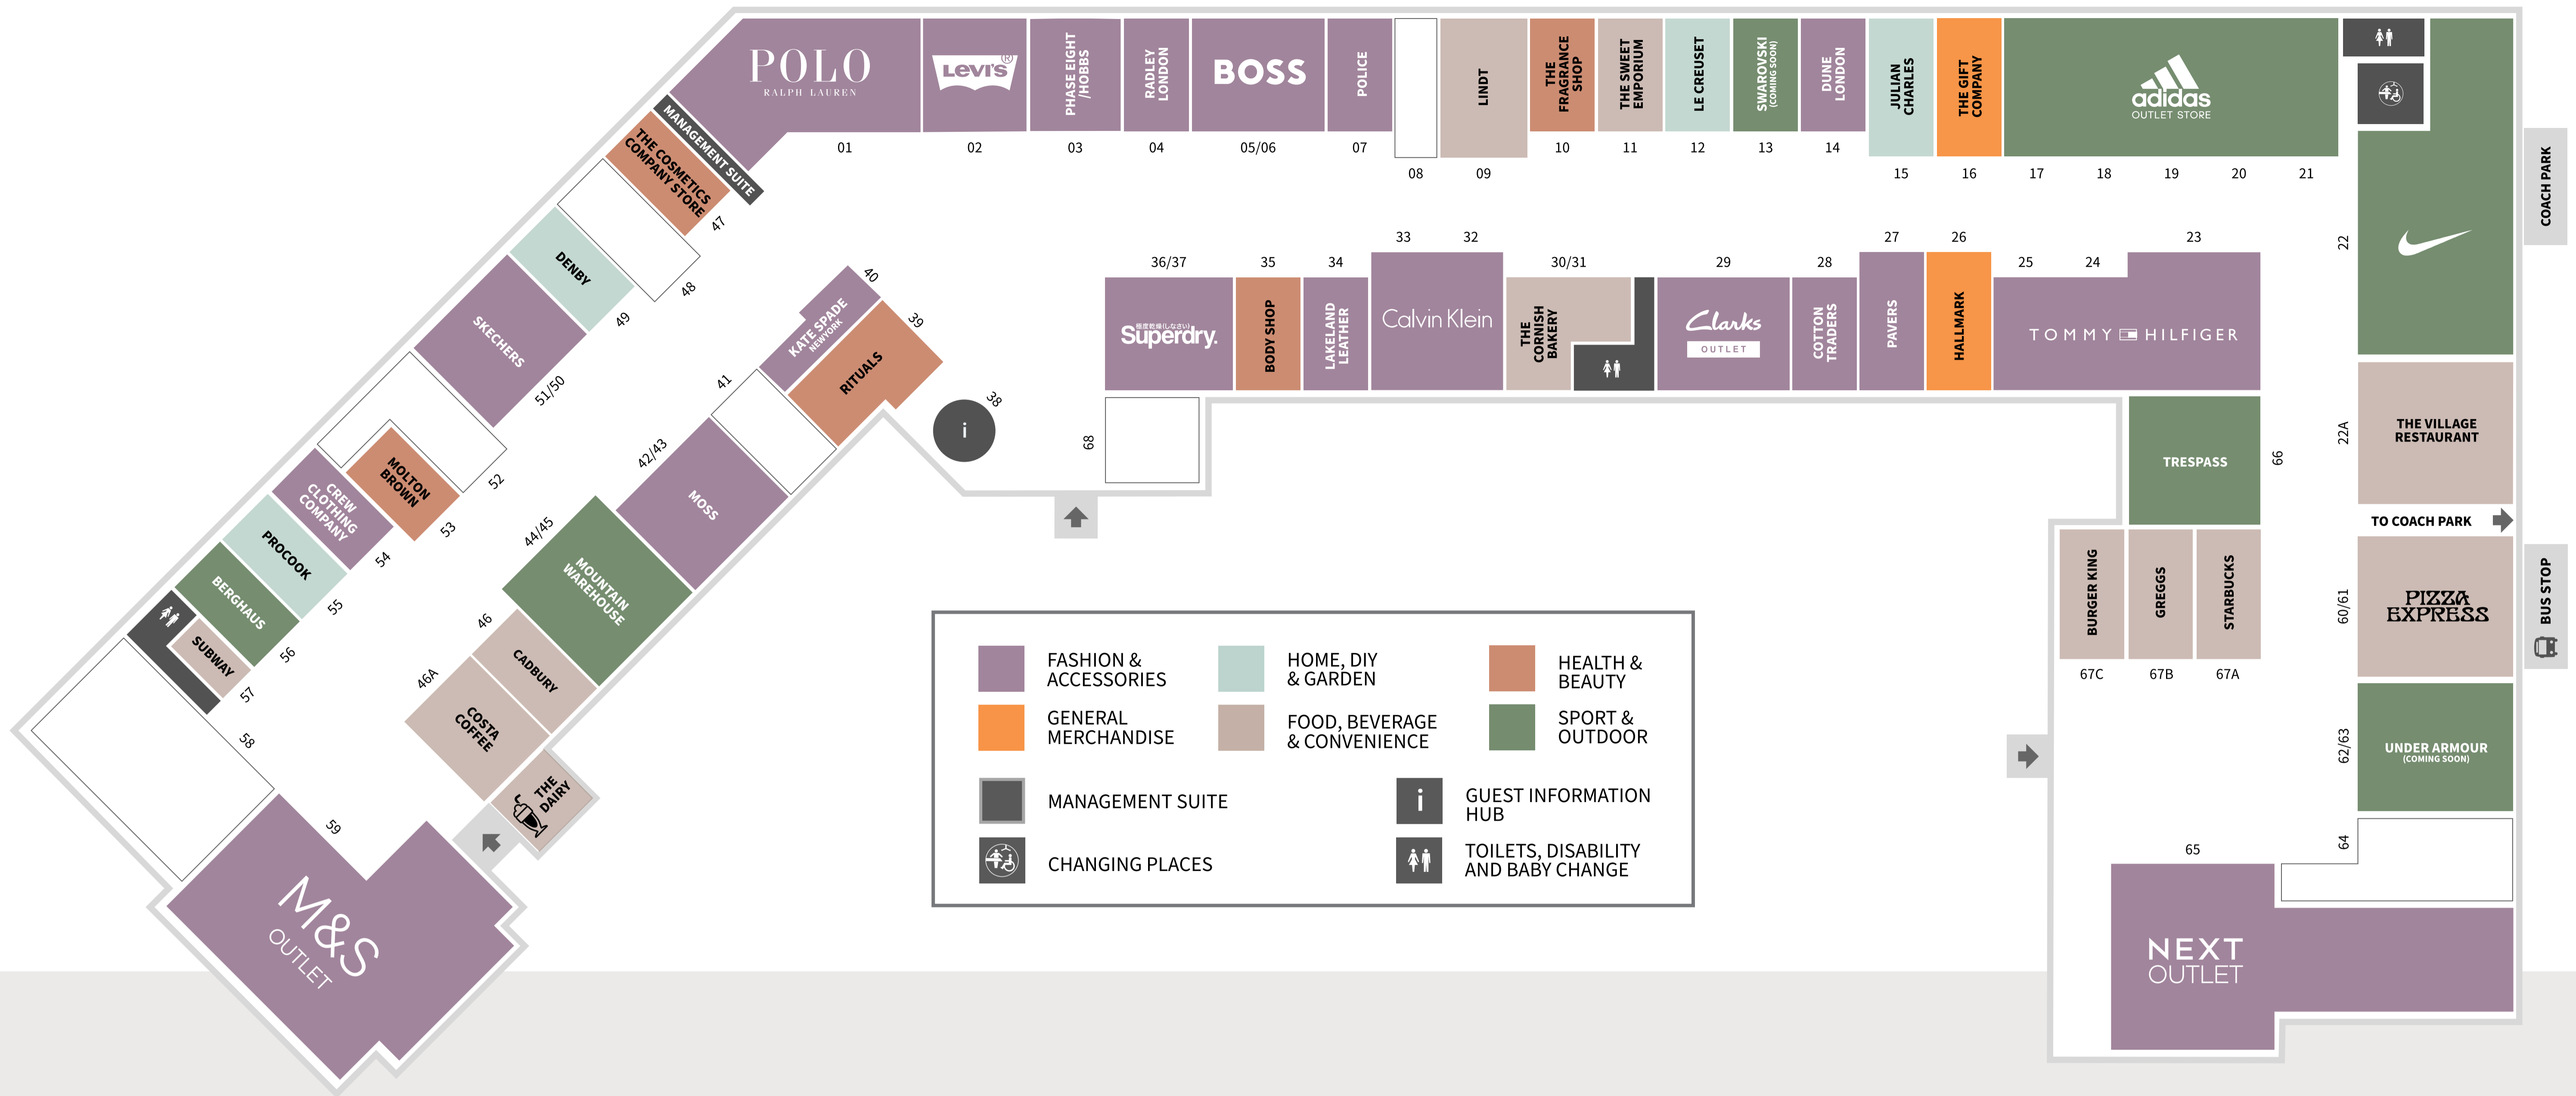 POLO
RALPH LAUREN
01
LEVI'S®
02
PHASE EIGHT
/HOBBS
03
RADLEY
LONDON
04
BOSS
05/06
POLICE
07
08
LINDT
09
THE
FRAGRANCE
SHOP
10
THE SWEET
EMPORIUM
11
LE CREUSET
12
SWAROVSKI
(COMING SOON)
13
DUNE
LONDON
14
JULIAN
CHARLES
15
THE GIFT
COMPANY
16
adidas
OUTLET STORE
17
18
19
20
21
22
COACH PARK
MANAGEMENT SUITE
THE COSMETICS
COMPANY STORE
47
48
DENBY
49
SKECHERS
51/50
52
MOLTON
BROWN
53
CREW
CLOTHING
COMPANY
54
PROCOOK
55
BERGHAUS
56
SUBWAY
57
58
59
M&S
OUTLET
40
KATE SPADE
NEWYORK
39
RITUALS
41
42/43
MOSS
44/45
MOUNTAIN
WAREHOUSE
46
CADBURY
46A
COSTA
COFFEE
THE
DAIRY
i
38
36/37
極度乾燥(しなさい)
Superdry.
35
BODY SHOP
34
LAKELAND
LEATHER
33
32
Calvin Klein
30/31
THE
CORNISH
BAKERY
29
Clarks
OUTLET
28
COTTON
TRADERS
27
PAVERS
26
HALLMARK
25
24
23
TOMMY HILFIGER
68
TRESPASS
66
22A
THE VILLAGE
RESTAURANT
TO COACH PARK
BURGER KING
67C
GREGGS
67B
STARBUCKS
67A
60/61
PIZZA
EXPRESS
BUS STOP
62/63
UNDER ARMOUR
(COMING SOON)
64
65
NEXT
OUTLET
FASHION &
ACCESSORIES
HOME, DIY
& GARDEN
HEALTH &
BEAUTY
GENERAL
MERCHANDISE
FOOD, BEVERAGE
& CONVENIENCE
SPORT &
OUTDOOR
MANAGEMENT SUITE
i
GUEST INFORMATION
HUB
CHANGING PLACES
TOILETS, DISABILITY
AND BABY CHANGE